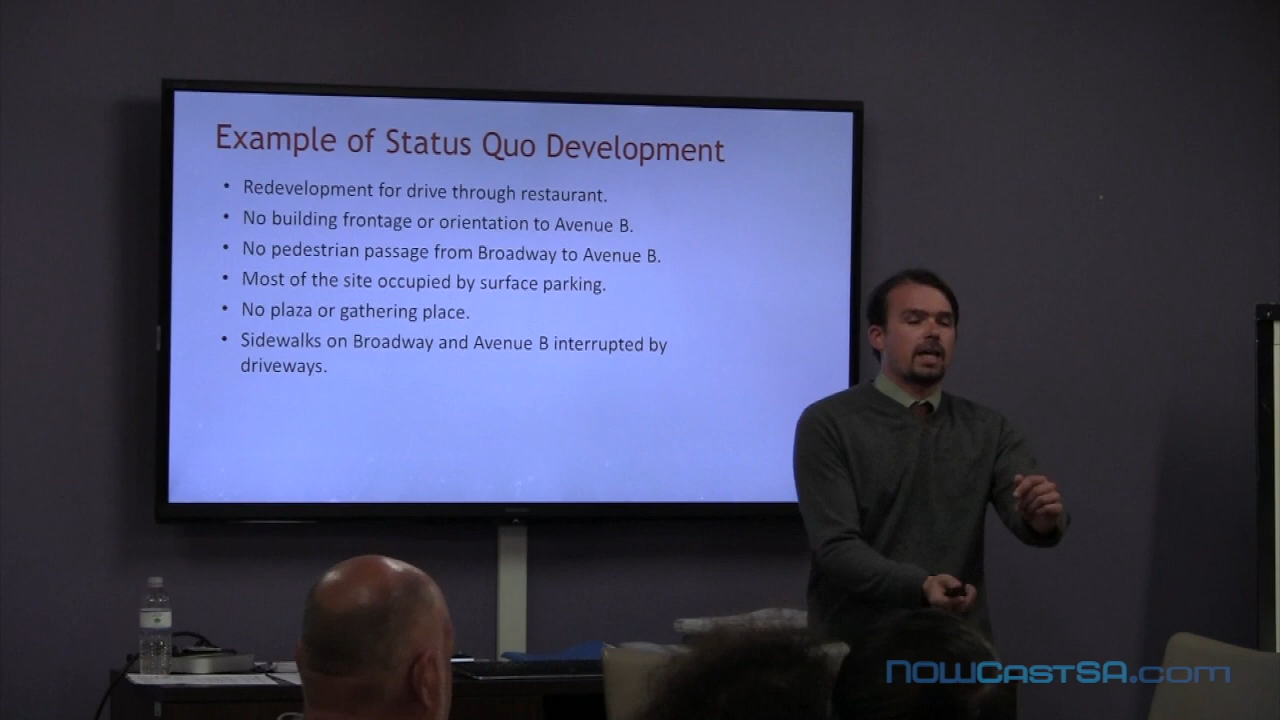 Example of Status Quo Development
• Redevelopment for drive through restaurant.
• No building frontage or orientation to Avenue B.
• No pedestrian passage from Broadway to Avenue B.
• Most of the site occupied by surface parking.
• No plaza or gathering place.
• Sidewalks on Broadway and Avenue B interrupted by
driveways.
NOWCASTSA.com